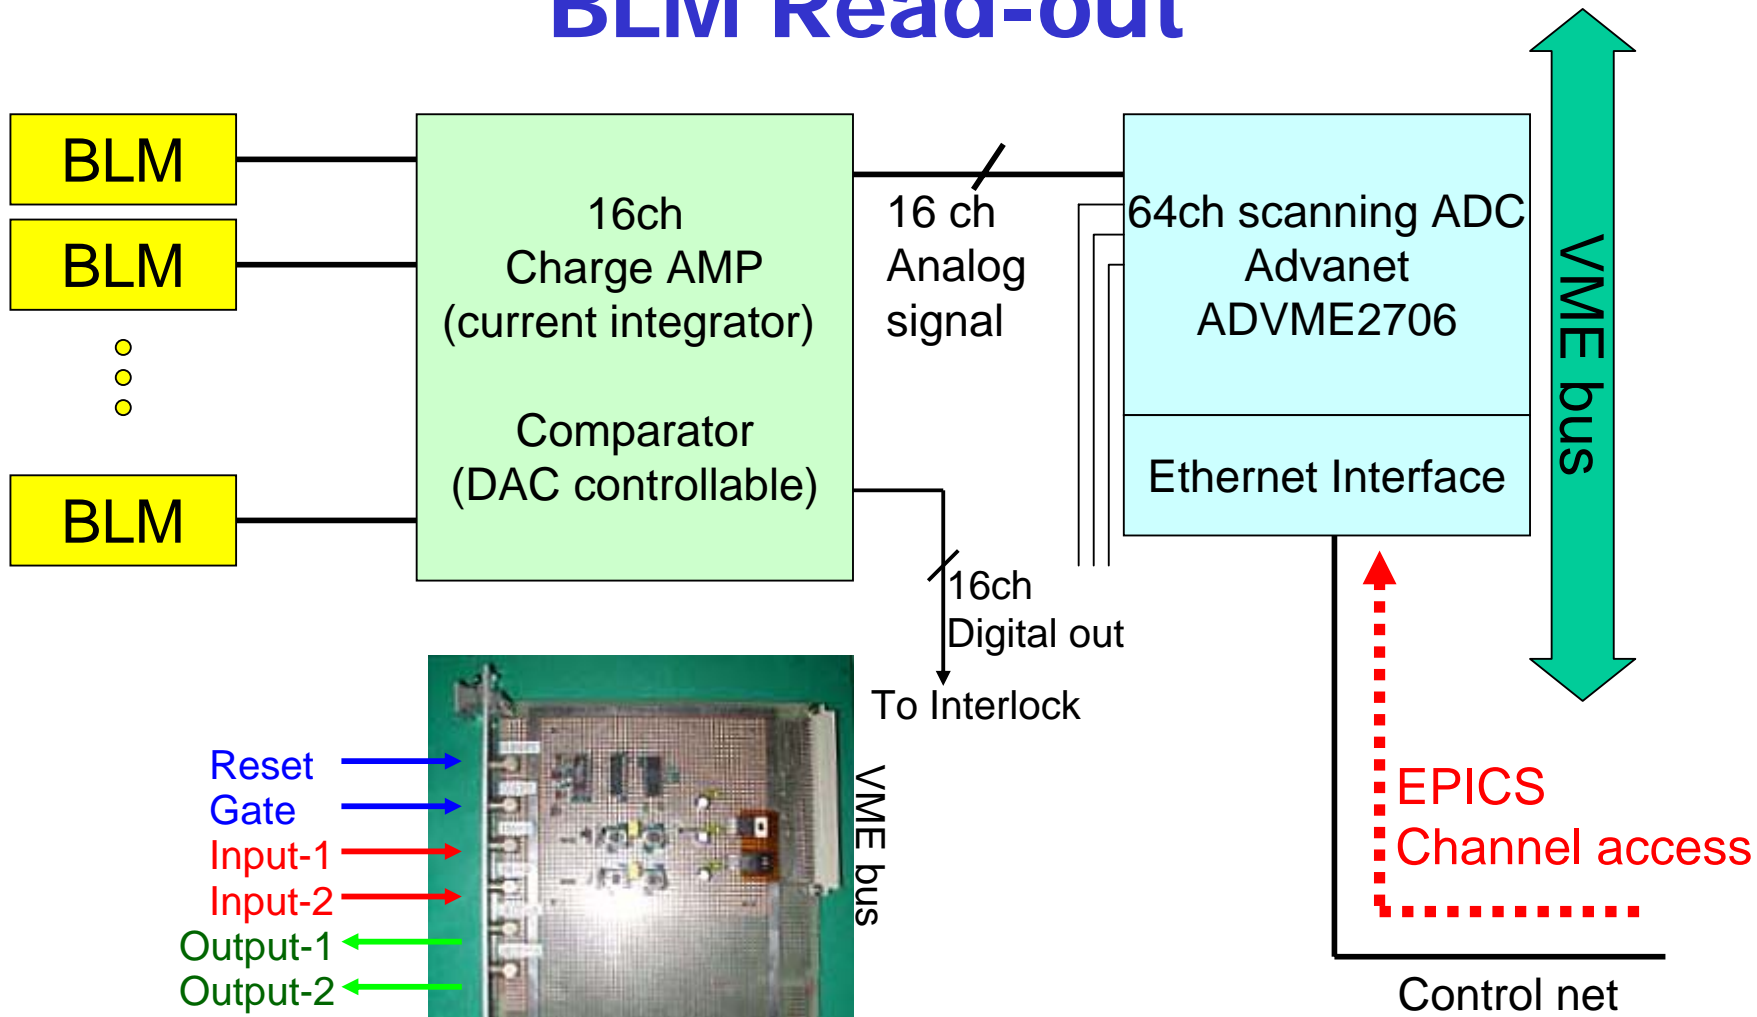 BLM Read-out
BLM
BLM
BLM
16ch
Charge AMP
(current integrator)
Comparator
(DAC controllable)
16 ch
Analog
signal
64ch scanning ADC
Advanet
ADVME2706
Ethernet Interface
VME bus
16ch
Digital out
To Interlock
Reset
Gate
Input-1
Input-2
Output-1
Output-2
VME bus
EPICS
Channel access
Control net